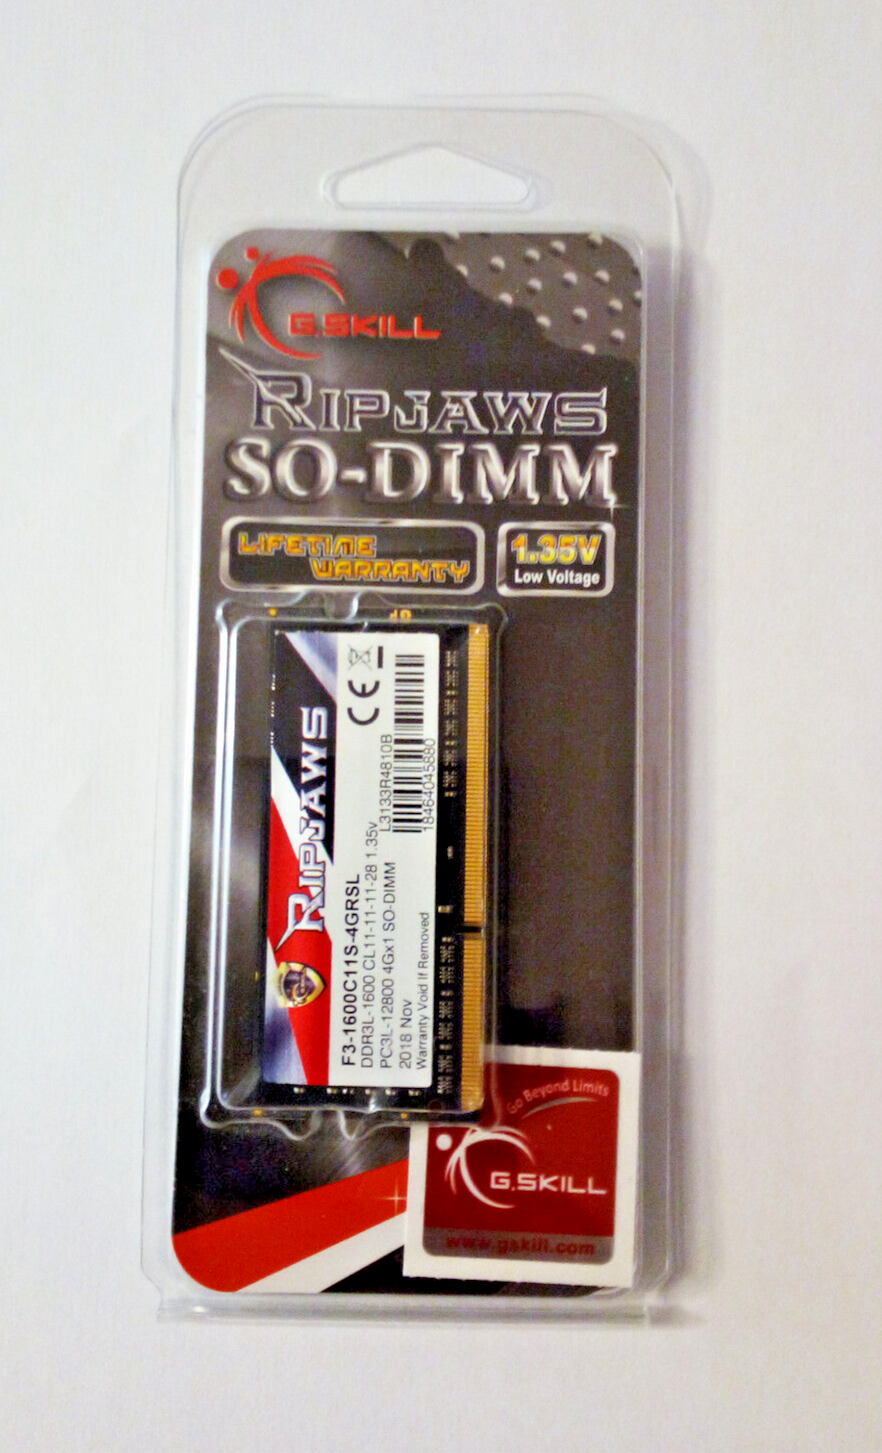 G.SKILL
RIPJAWS
SO-DIMM
LIFETIME
WARRANTY
1.35V
Low Voltage
RIPJAWS
CE
F3-1600C11S-4GRSL
DDR3L-1600 CL11-11-11-28 1.35v
PC3L-12800 4Gx1 SO-DIMM
2018 Nov
Warranty Void If Removed
L3133R4810B
18464045880
Go Beyond Limits
G.SKILL
www.gskill.com